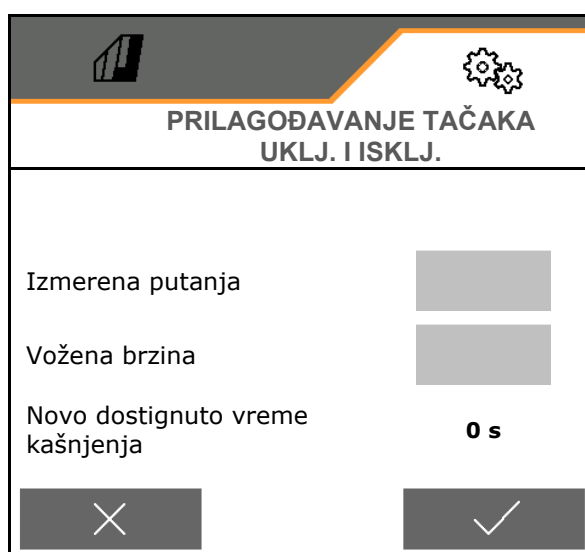 PRILAGOĐAVANJE TAČAKA
UKLJ. I ISKLJ.
Izmerena putanja
Vožena brzina
Novo dostignuto vreme
kašnjenja
0 s